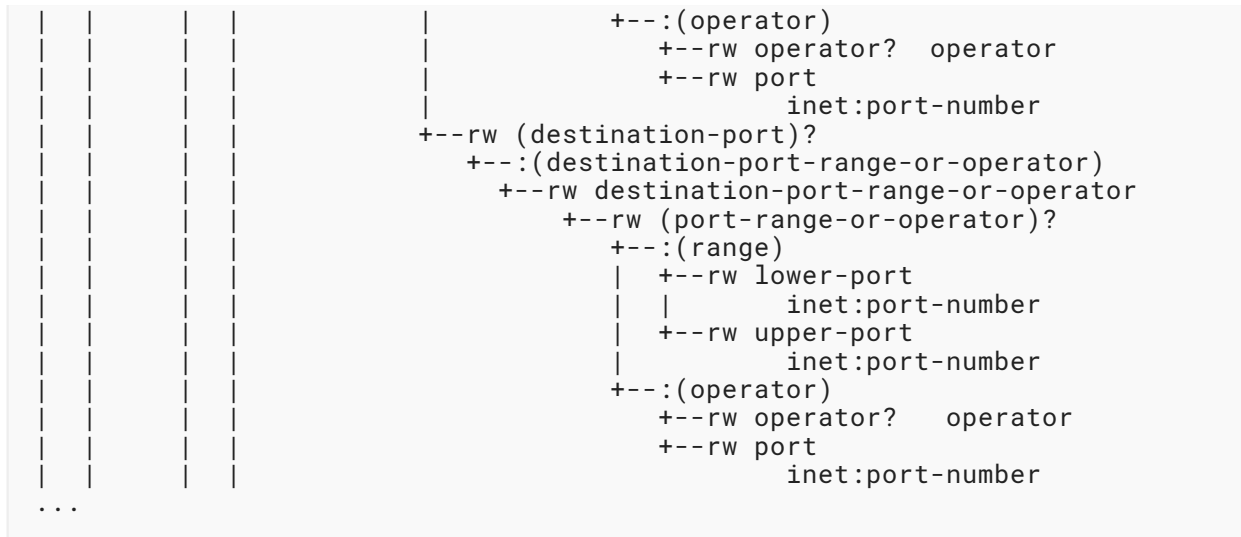 |  |     |  |           |           +--:(operator)
|  |     |  |           |              +--rw operator?  operator
|  |     |  |           |              +--rw port
|  |     |  |           |                      inet:port-number
|  |     |  |           +--rw (destination-port)?
|  |     |  |              +--:(destination-port-range-or-operator)
|  |     |  |                +--rw destination-port-range-or-operator
|  |     |  |                    +--rw (port-range-or-operator)?
|  |     |  |                       +--:(range)
|  |     |  |                       |  +--rw lower-port
|  |     |  |                       |  |       inet:port-number
|  |     |  |                       |  +--rw upper-port
|  |     |  |                       |          inet:port-number
|  |     |  |                       +--:(operator)
|  |     |  |                          +--rw operator?   operator
|  |     |  |                          +--rw port
|  |     |  |                                  inet:port-number
...